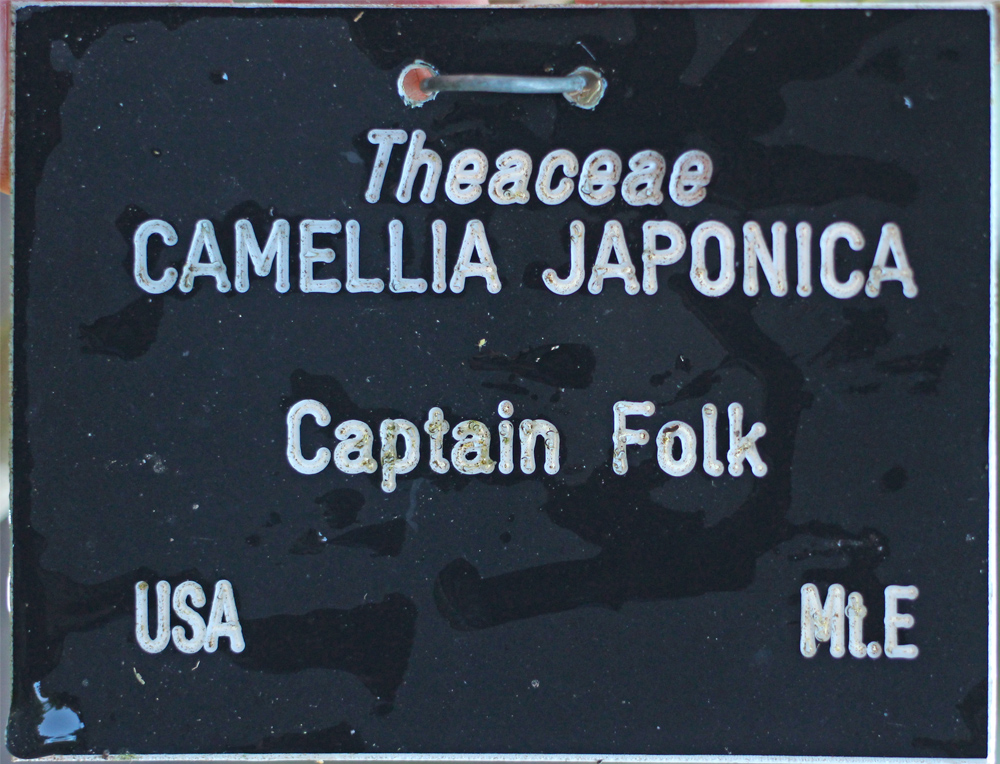 Theaceae
CAMELLIA JAPONICA
Captain Folk
USA Mt.E